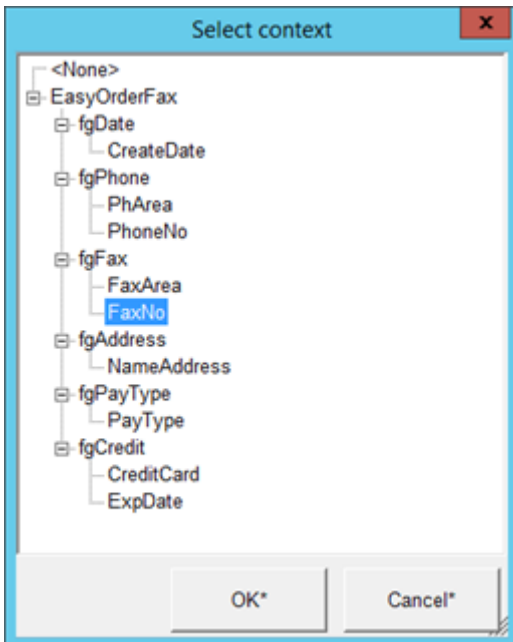 Select context
x
<None>
EasyOrderFax
fgDate
CreateDate
fgPhone
PhArea
PhoneNo
fgFax
FaxArea
FaxNo
fgAddress
NameAddress
fgPayType
PayType
fgCredit
CreditCard
ExpDate
OK* Cancel*